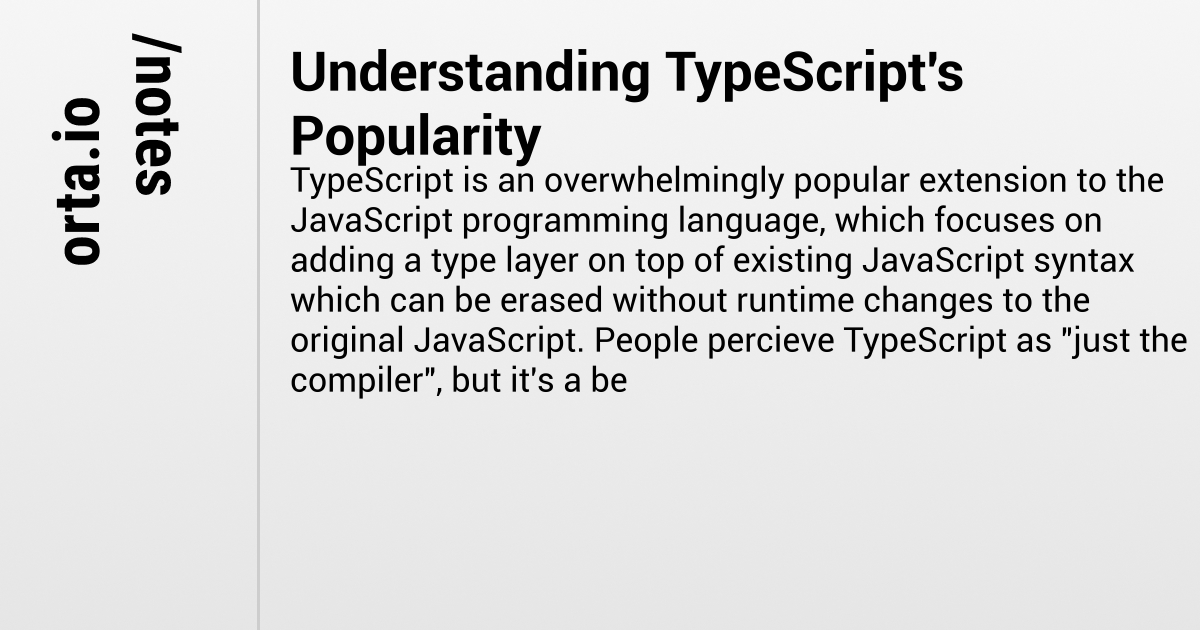 orta.io
/notes
Understanding TypeScript's
Popularity
TypeScript is an overwhelmingly popular extension to the
JavaScript programming language, which focuses on
adding a type layer on top of existing JavaScript syntax
which can be erased without runtime changes to the
original JavaScript. People percieve TypeScript as "just the
compiler", but it's a be